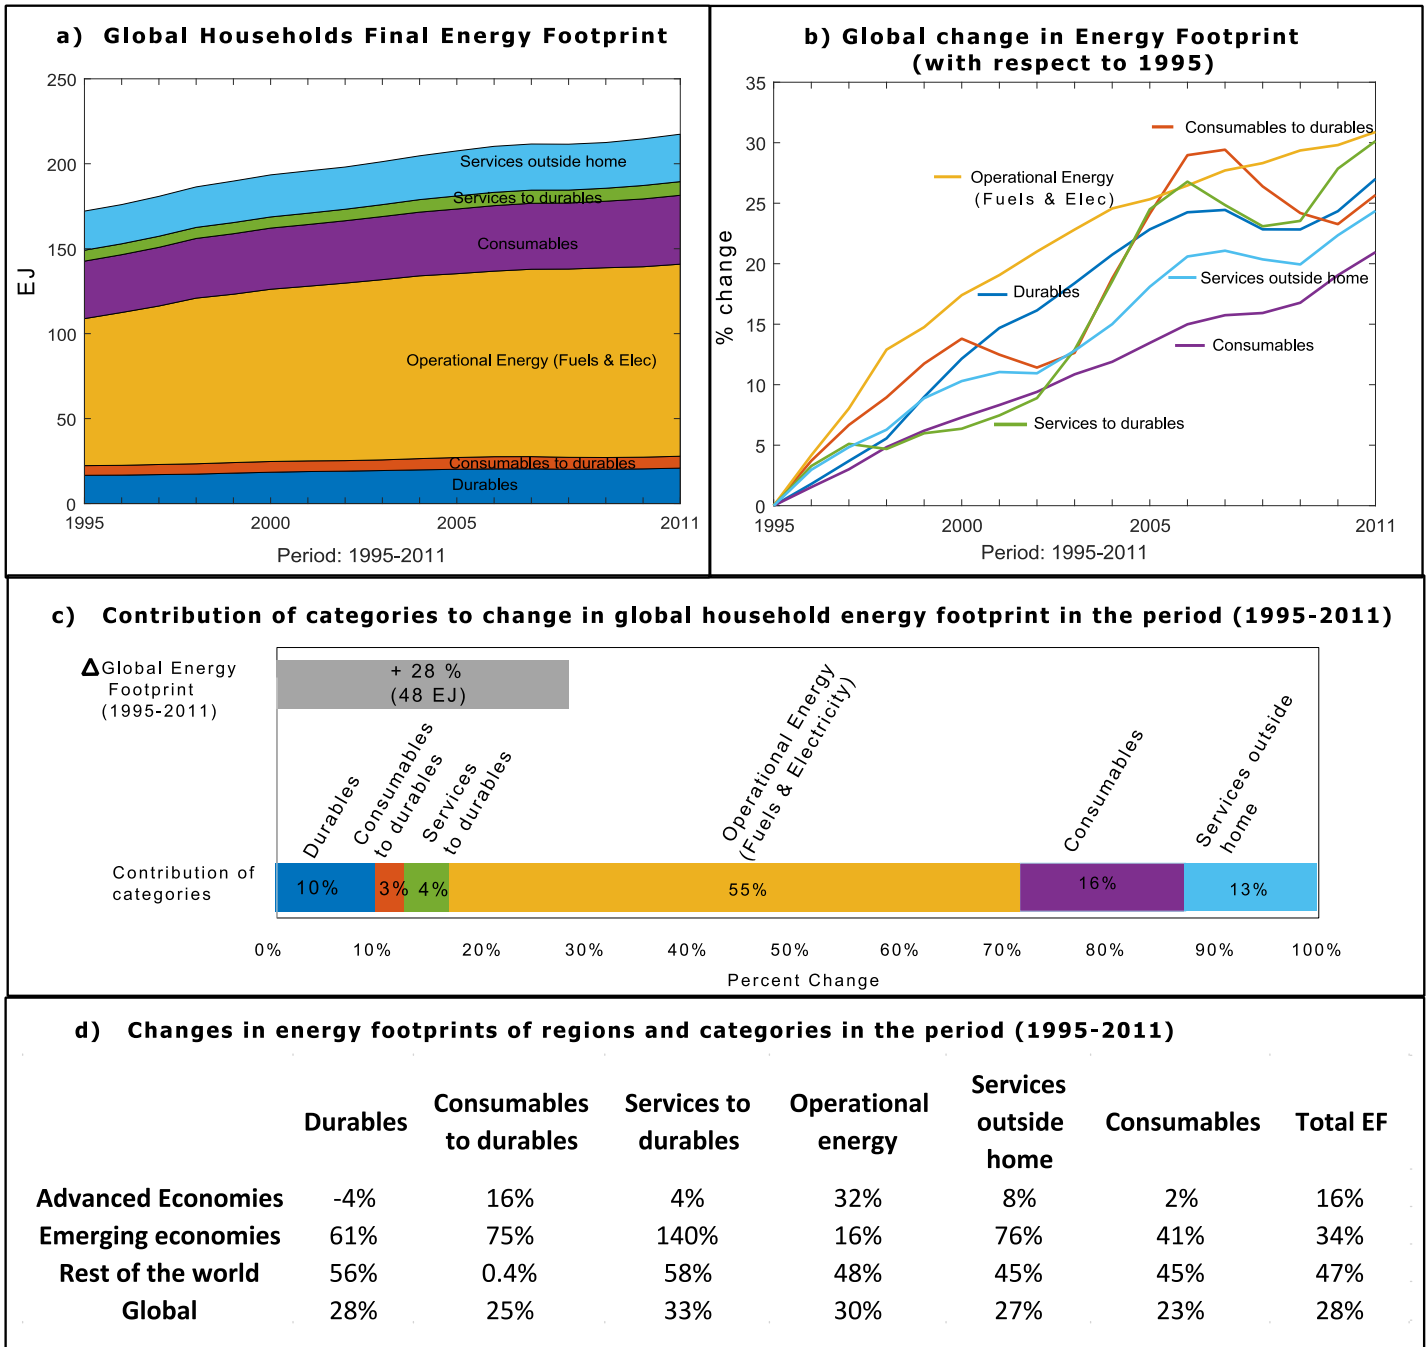 a) Global Households Final Energy Footprint
250
200
150
100
50
0
EJ
Services outside home
Services to durables
Consumables
Operational Energy (Fuels & Elec)
Consumables to durables
Durables
1995 2000 2005 2011
Period: 1995-2011
b) Global change in Energy Footprint
(with respect to 1995)
35
30
25
20
15
10
5
0
% change
Consumables to durables
Operational Energy
(Fuels & Elec)
Durables
Services outside home
Consumables
Services to durables
1995 2000 2005 2011
Period: 1995-2011
c) Contribution of categories to change in global household energy footprint in the period (1995-2011)
Δ Global Energy
Footprint
(1995-2011)
+ 28 %
(48 EJ)
Durables
Consumables
to durables
Services
to durables
Operational Energy
(Fuels & Electricity)
Consumables
Services outside
home
Contribution of
categories
10% 3% 4% 55% 16% 13%
0% 10% 20% 30% 40% 50% 60% 70% 80% 90% 100%
Percent Change
d) Changes in energy footprints of regions and categories in the period (1995-2011)
Durables
Consumables
to durables
Services to
durables
Operational
energy
Services
outside
home
Consumables
Total EF
Advanced Economies -4% 16% 4% 32% 8% 2% 16%
Emerging economies 61% 75% 140% 16% 76% 41% 34%
Rest of the world 56% 0.4% 58% 48% 45% 45% 47%
Global 28% 25% 33% 30% 27% 23% 28%